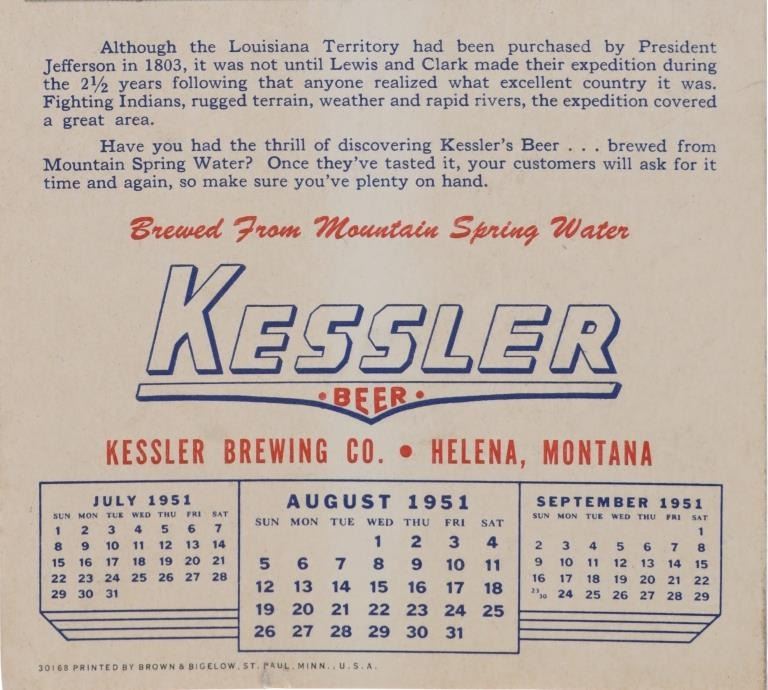 Although the Louisiana Territory had been purchased by President
Jefferson in 1803, it was not until Lewis and Clark made their expedition during
the 2½ years following that anyone realized what excellent country it was.
Fighting Indians, rugged terrain, weather and rapid rivers, the expedition covered
a great area.
Have you had the thrill of discovering Kessler's Beer . . . brewed from
Mountain Spring Water? Once they've tasted it, your customers will ask for it
time and again, so make sure you've plenty on hand.
Brewed From Mountain Spring Water
KESSLER
• BEER •
KESSLER BREWING CO. • HELENA, MONTANA
JULY 1951
SUN MON TUE WED THU FRI SAT
1 2 3 4 5 6 7
8 9 10 11 12 13 14
15 16 17 18 19 20 21
22 23 24 25 26 27 28
29 30 31
AUGUST 1951
SUN MON TUE WED THU FRI SAT
1 2 3 4
5 6 7 8 9 10 11
12 13 14 15 16 17 18
19 20 21 22 23 24 25
26 27 28 29 30 31
SEPTEMBER 1951
SUN MON TUE WED THU FRI SAT
1
2 3 4 5 6 7 8
9 10 11 12 13 14 15
16 17 18 19 20 21 22
23/30 24 25 26 27 28 29
30168 PRINTED BY BROWN & BIGELOW, ST. PAUL, MINN., U.S.A.